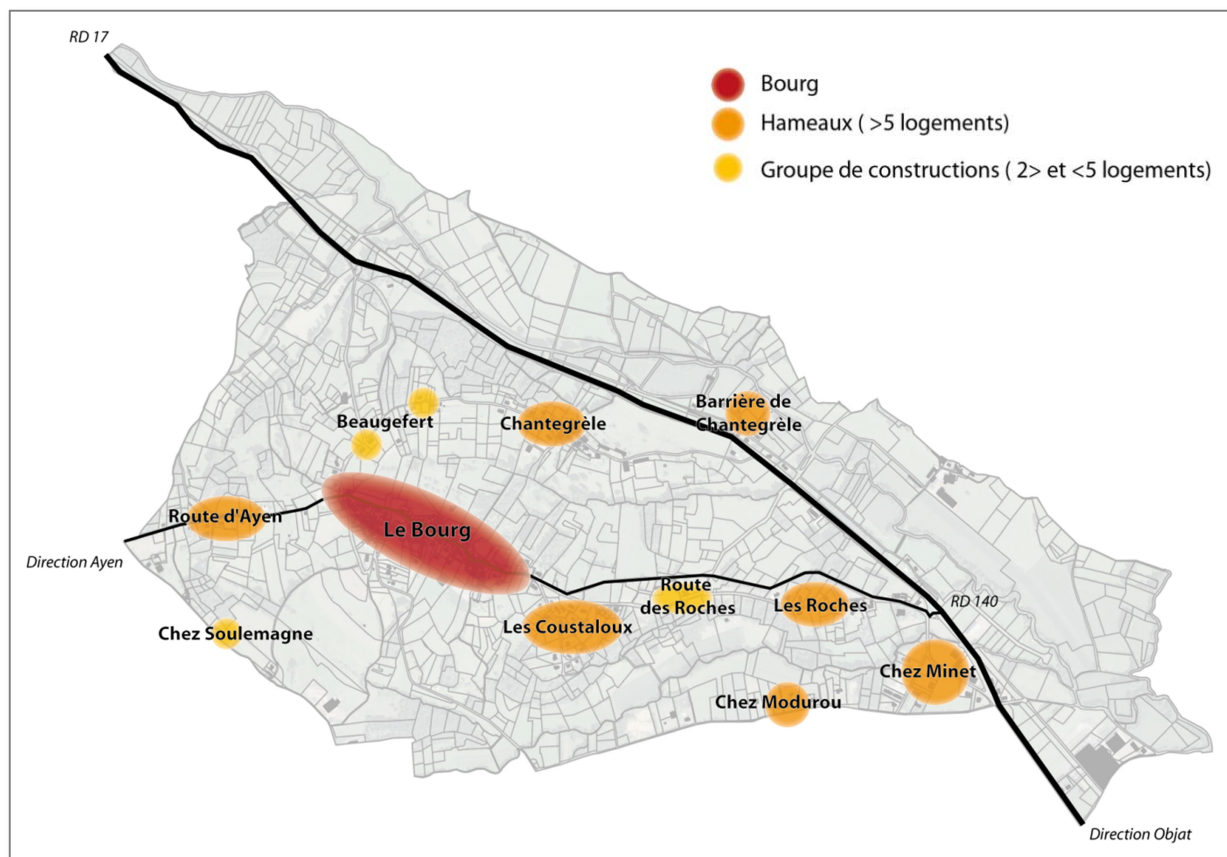 RD 17
Bourg
Hameaux ( >5 logements)
Groupe de constructions ( 2> et <5 logements)
Barrière de
Chantegrèle
Beaugefert
Chantegrèle
Route d'Ayen
Le Bourg
Direction Ayen
Route
des Roches
Les Roches
RD 140
Les Coustaloux
Chez Soulemagne
Chez Minet
Chez Modurou
Direction Objat